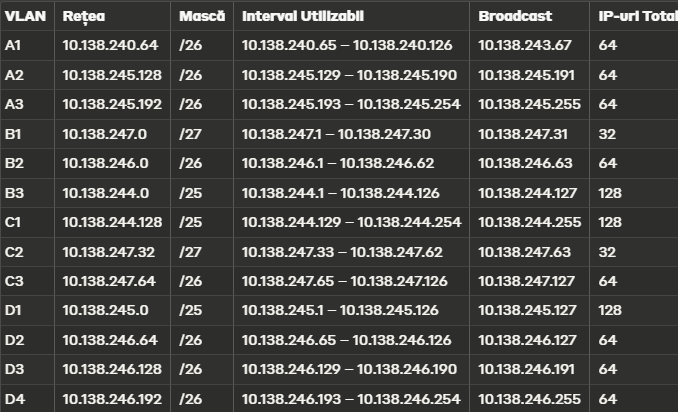 VLAN Rețea Mască Interval Utilizabil Broadcast IP-uri Total
A1 10.138.240.64 /26 10.138.240.65 – 10.138.240.126 10.138.243.67 64
A2 10.138.245.128 /26 10.138.245.129 – 10.138.245.190 10.138.245.191 64
A3 10.138.245.192 /26 10.138.245.193 – 10.138.245.254 10.138.245.255 64
B1 10.138.247.0 /27 10.138.247.1 – 10.138.247.30 10.138.247.31 32
B2 10.138.246.0 /26 10.138.246.1 – 10.138.246.62 10.138.246.63 64
B3 10.138.244.0 /25 10.138.244.1 – 10.138.244.126 10.138.244.127 128
C1 10.138.244.128 /25 10.138.244.129 – 10.138.244.254 10.138.244.255 128
C2 10.138.247.32 /27 10.138.247.33 – 10.138.247.62 10.138.247.63 32
C3 10.138.247.64 /26 10.138.247.65 – 10.138.247.126 10.138.247.127 64
D1 10.138.245.0 /25 10.138.245.1 – 10.138.245.126 10.138.245.127 128
D2 10.138.246.64 /26 10.138.246.65 – 10.138.246.126 10.138.246.127 64
D3 10.138.246.128 /26 10.138.246.129 – 10.138.246.190 10.138.246.191 64
D4 10.138.246.192 /26 10.138.246.193 – 10.138.246.254 10.138.246.255 64